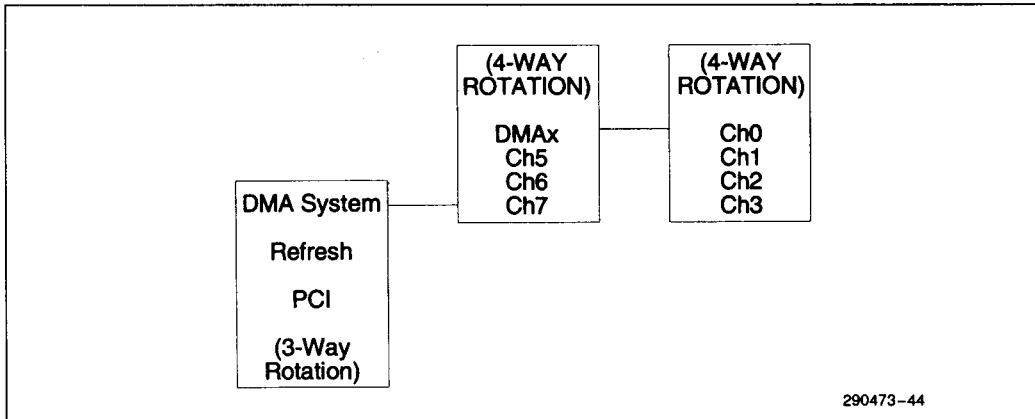 (4-WAY
ROTATION)
DMAx
Ch5
Ch6
Ch7
(4-WAY
ROTATION)
Ch0
Ch1
Ch2
Ch3
DMA System
Refresh
PCI
(3-Way
Rotation)
290473-44